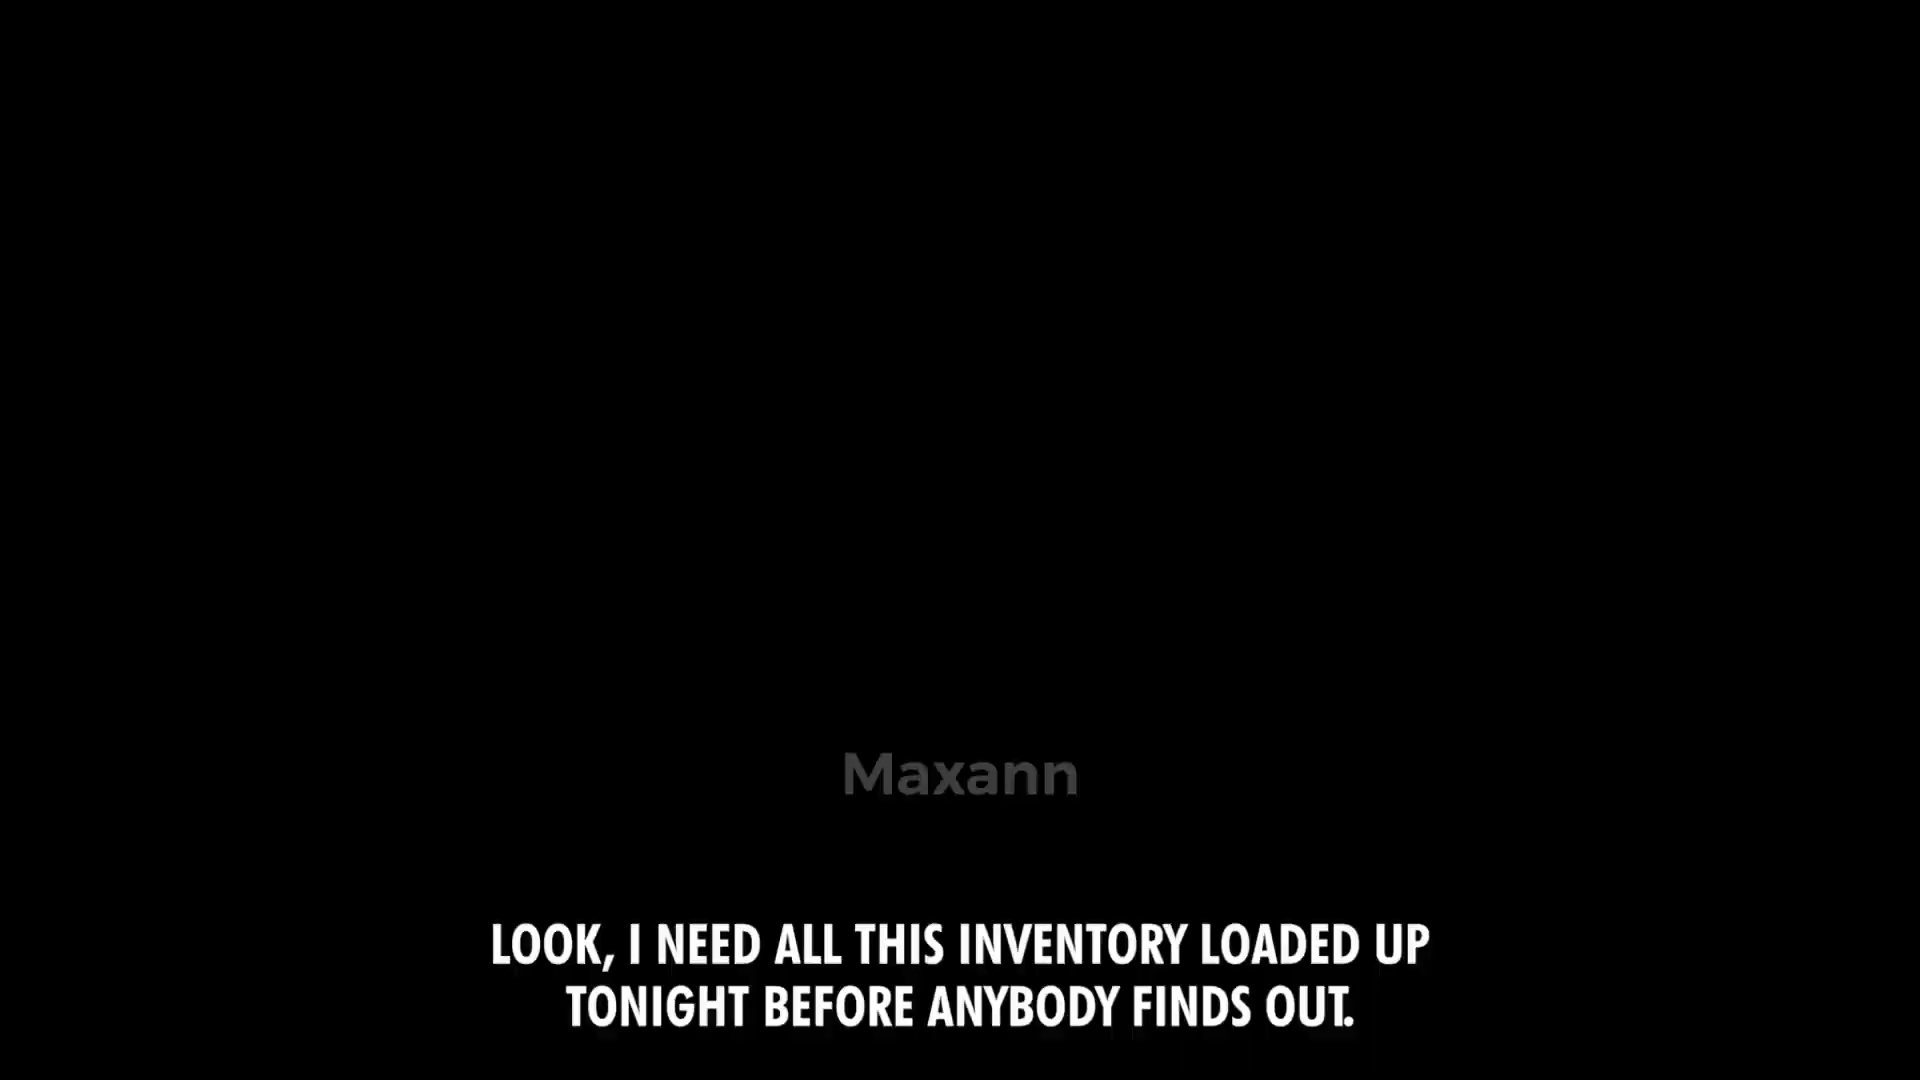 Maxann
LOOK, I NEED ALL THIS INVENTORY LOADED UP
TONIGHT BEFORE ANYBODY FINDS OUT.